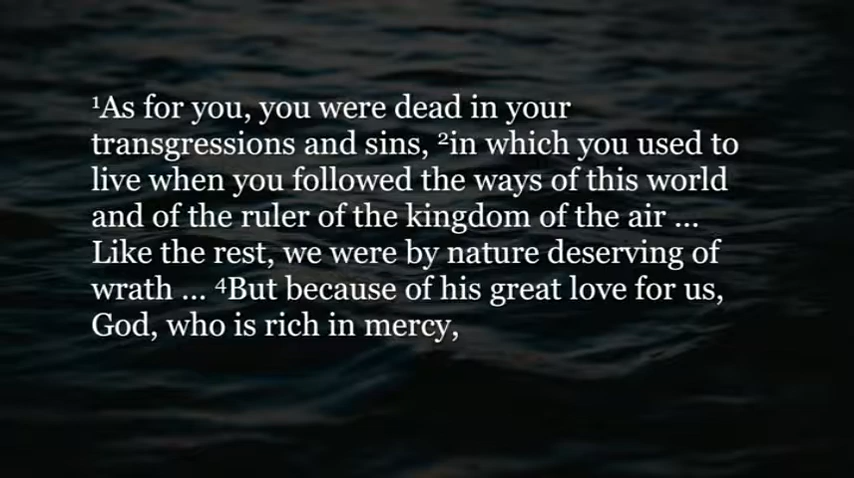 ¹As for you, you were dead in your
transgressions and sins, ²in which you used to
live when you followed the ways of this world
and of the ruler of the kingdom of the air ...
Like the rest, we were by nature deserving of
wrath ... ⁴But because of his great love for us,
God, who is rich in mercy,